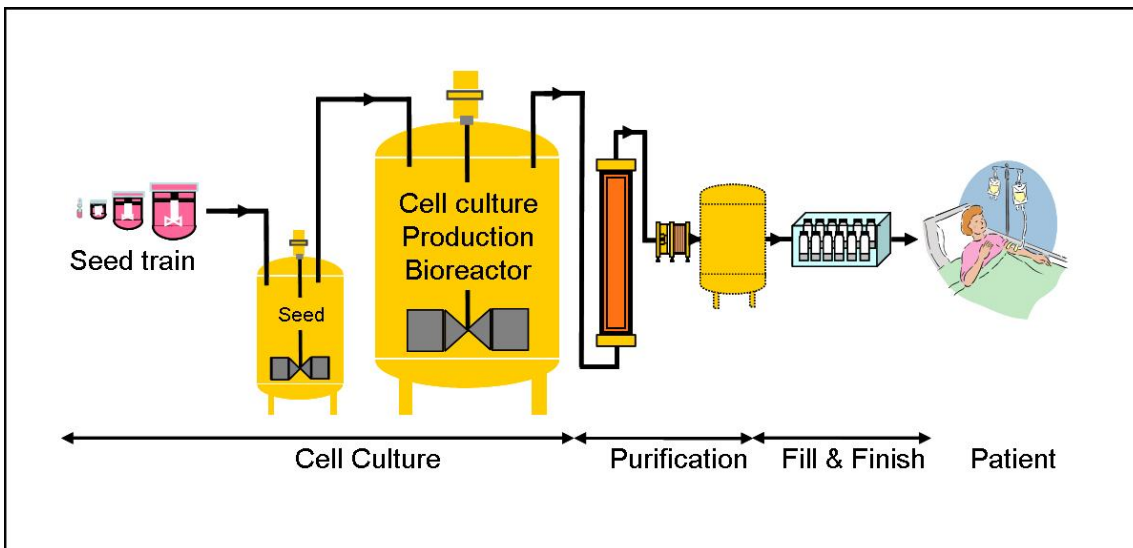 Seed train
Seed
Cell culture
Production
Bioreactor
Cell Culture
Purification
Fill & Finish
Patient